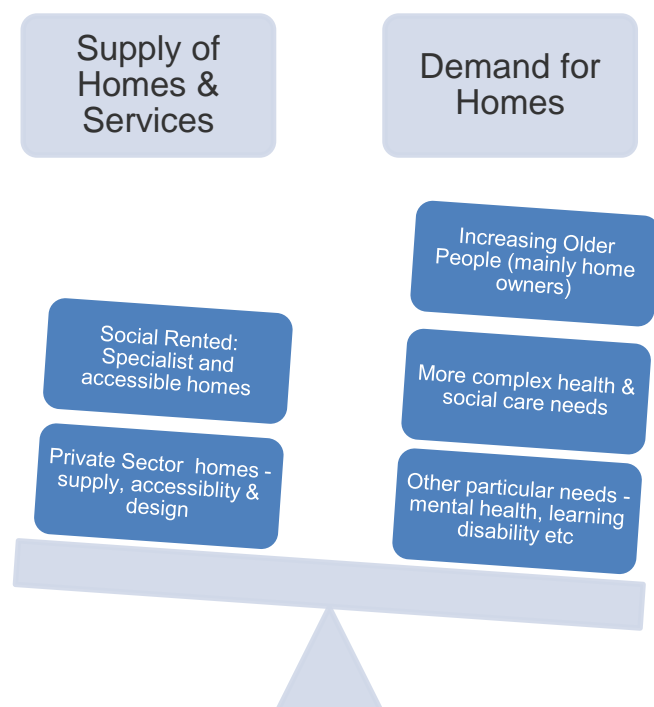 Supply of
Homes &
Services
Demand for
Homes
Social Rented:
Specialist and
accessible homes
Private Sector  homes -
supply, accessiblity &
design
Increasing Older
People (mainly home
owners)
More complex health &
social care needs
Other particular needs -
mental health, learning
disability etc